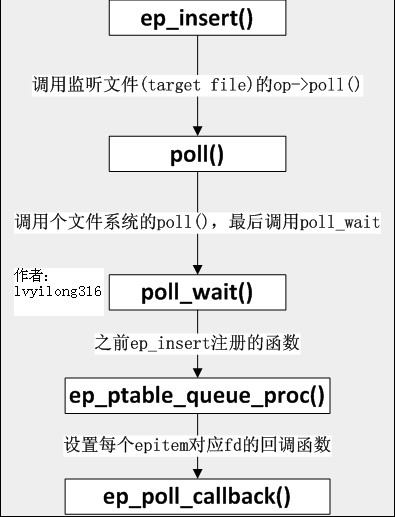 ep_insert()
调用监听文件(target file)的op->poll()
poll()
调用个文件系统的poll(), 最后调用poll_wait
作者:
lvyilong316
poll_wait()
之前ep_insert注册的函数
ep_ptable_queue_proc()
设置每个epitem对应fd的回调函数
ep_poll_callback()